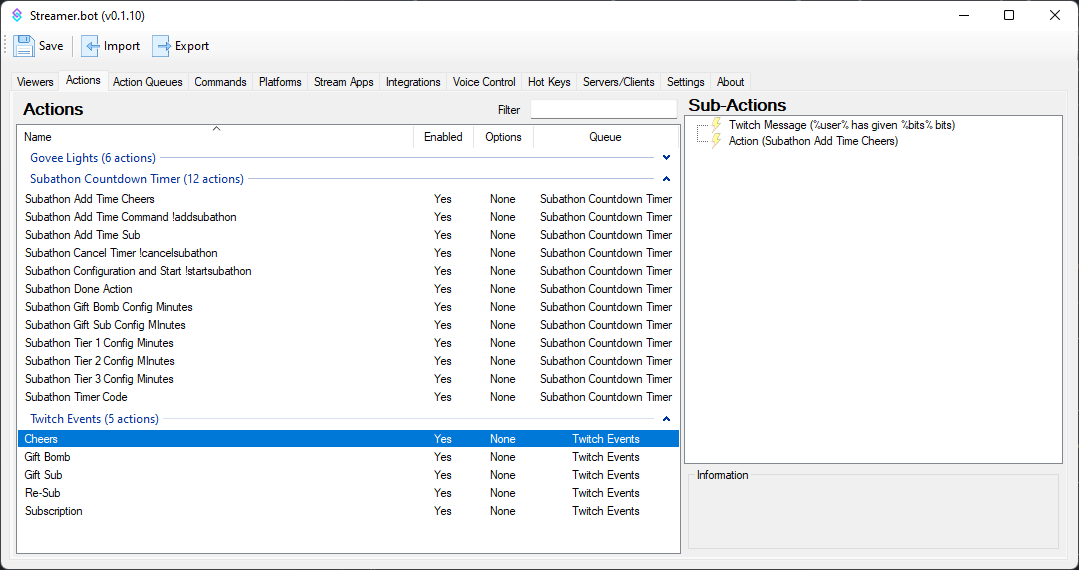 Streamer.bot (v0.1.10)
Save Import Export
Viewers Actions Action Queues Commands Platforms Stream Apps Integrations Voice Control Hot Keys Servers/Clients Settings About
Actions Filter
Name Enabled Options Queue
Govee Lights (6 actions)
Subathon Countdown Timer (12 actions)
Subathon Add Time Cheers Yes None Subathon Countdown Timer
Subathon Add Time Command !addsubathon Yes None Subathon Countdown Timer
Subathon Add Time Sub Yes None Subathon Countdown Timer
Subathon Cancel Timer !cancelsubathon Yes None Subathon Countdown Timer
Subathon Configuration and Start !startsubathon Yes None Subathon Countdown Timer
Subathon Done Action Yes None Subathon Countdown Timer
Subathon Gift Bomb Config Minutes Yes None Subathon Countdown Timer
Subathon Gift Sub Config MInutes Yes None Subathon Countdown Timer
Subathon Tier 1 Config Minutes Yes None Subathon Countdown Timer
Subathon Tier 2 Config MInutes Yes None Subathon Countdown Timer
Subathon Tier 3 Config Minutes Yes None Subathon Countdown Timer
Subathon Timer Code Yes None Subathon Countdown Timer
Twitch Events (5 actions)
Cheers Yes None Twitch Events
Gift Bomb Yes None Twitch Events
Gift Sub Yes None Twitch Events
Re-Sub Yes None Twitch Events
Subscription Yes None Twitch Events
Sub-Actions
Twitch Message (%user% has given %bits% bits)
Action (Subathon Add Time Cheers)
Information